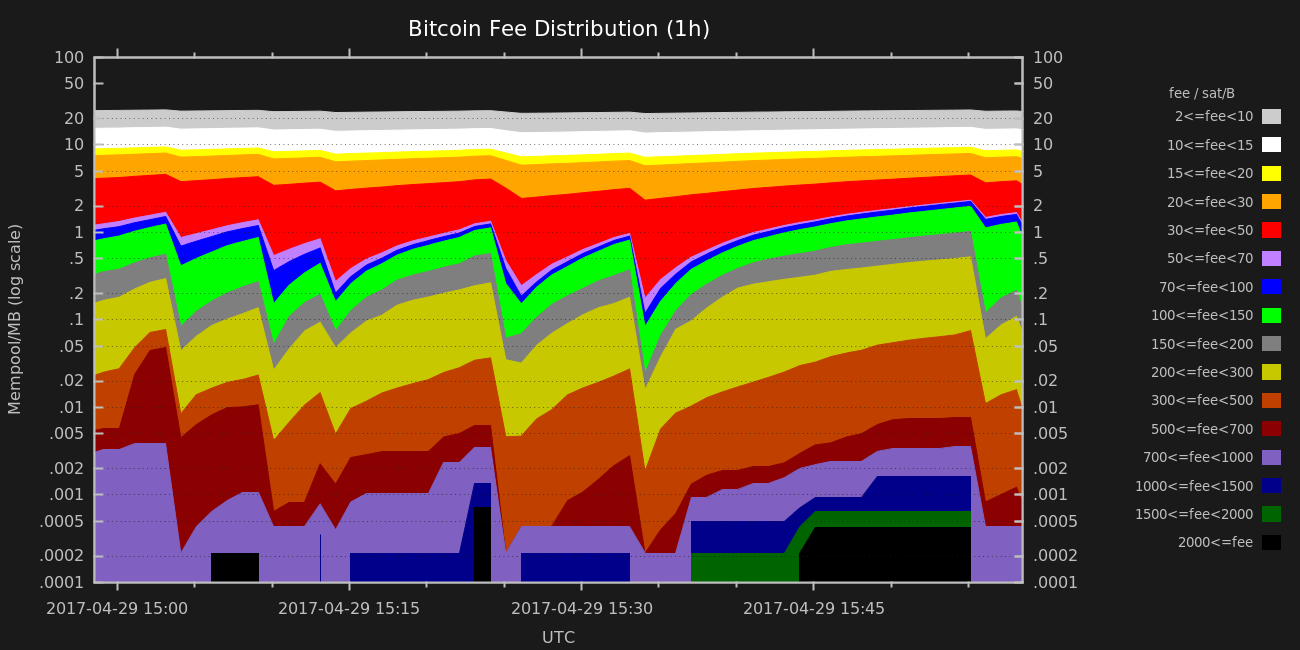 Bitcoin Fee Distribution (1h)
Mempool/MB (log scale)
100
50
20
10
5
2
1
.5
.2
.1
.05
.02
.01
.005
.002
.001
.0005
.0002
.0001
100
50
20
10
5
2
1
.5
.2
.1
.05
.02
.01
.005
.002
.001
.0005
.0002
.0001
2017-04-29 15:00 2017-04-29 15:15 2017-04-29 15:30 2017-04-29 15:45
UTC
fee / sat/B
2<=fee<10
10<=fee<15
15<=fee<20
20<=fee<30
30<=fee<50
50<=fee<70
70<=fee<100
100<=fee<150
150<=fee<200
200<=fee<300
300<=fee<500
500<=fee<700
700<=fee<1000
1000<=fee<1500
1500<=fee<2000
2000<=fee